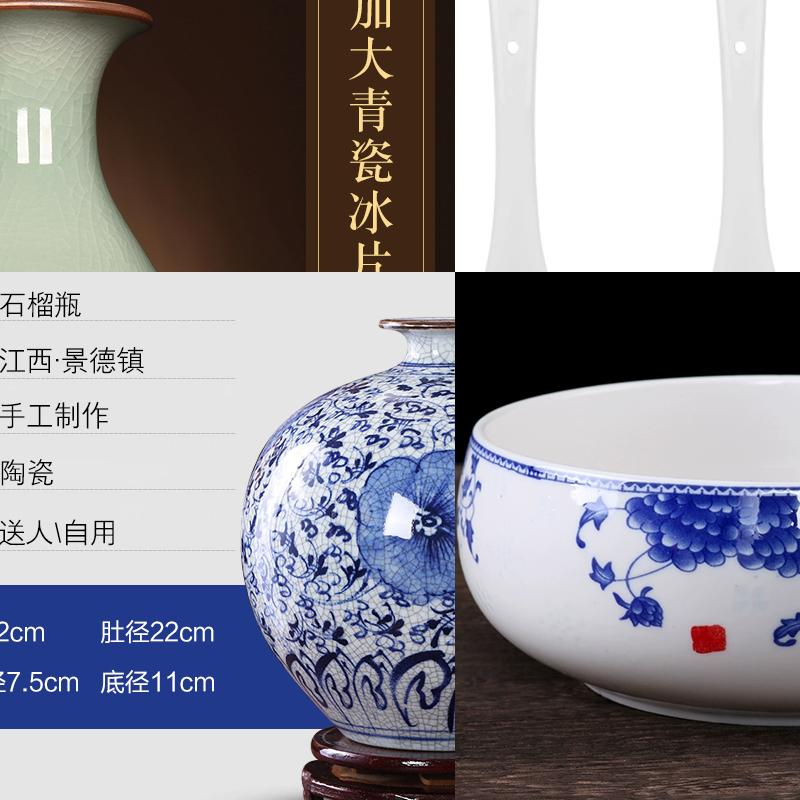 加大青瓷冰片
石榴瓶
江西·景德镇
手工制作
陶瓷
送人\自用
2cm 肚径22cm
径7.5cm 底径11cm